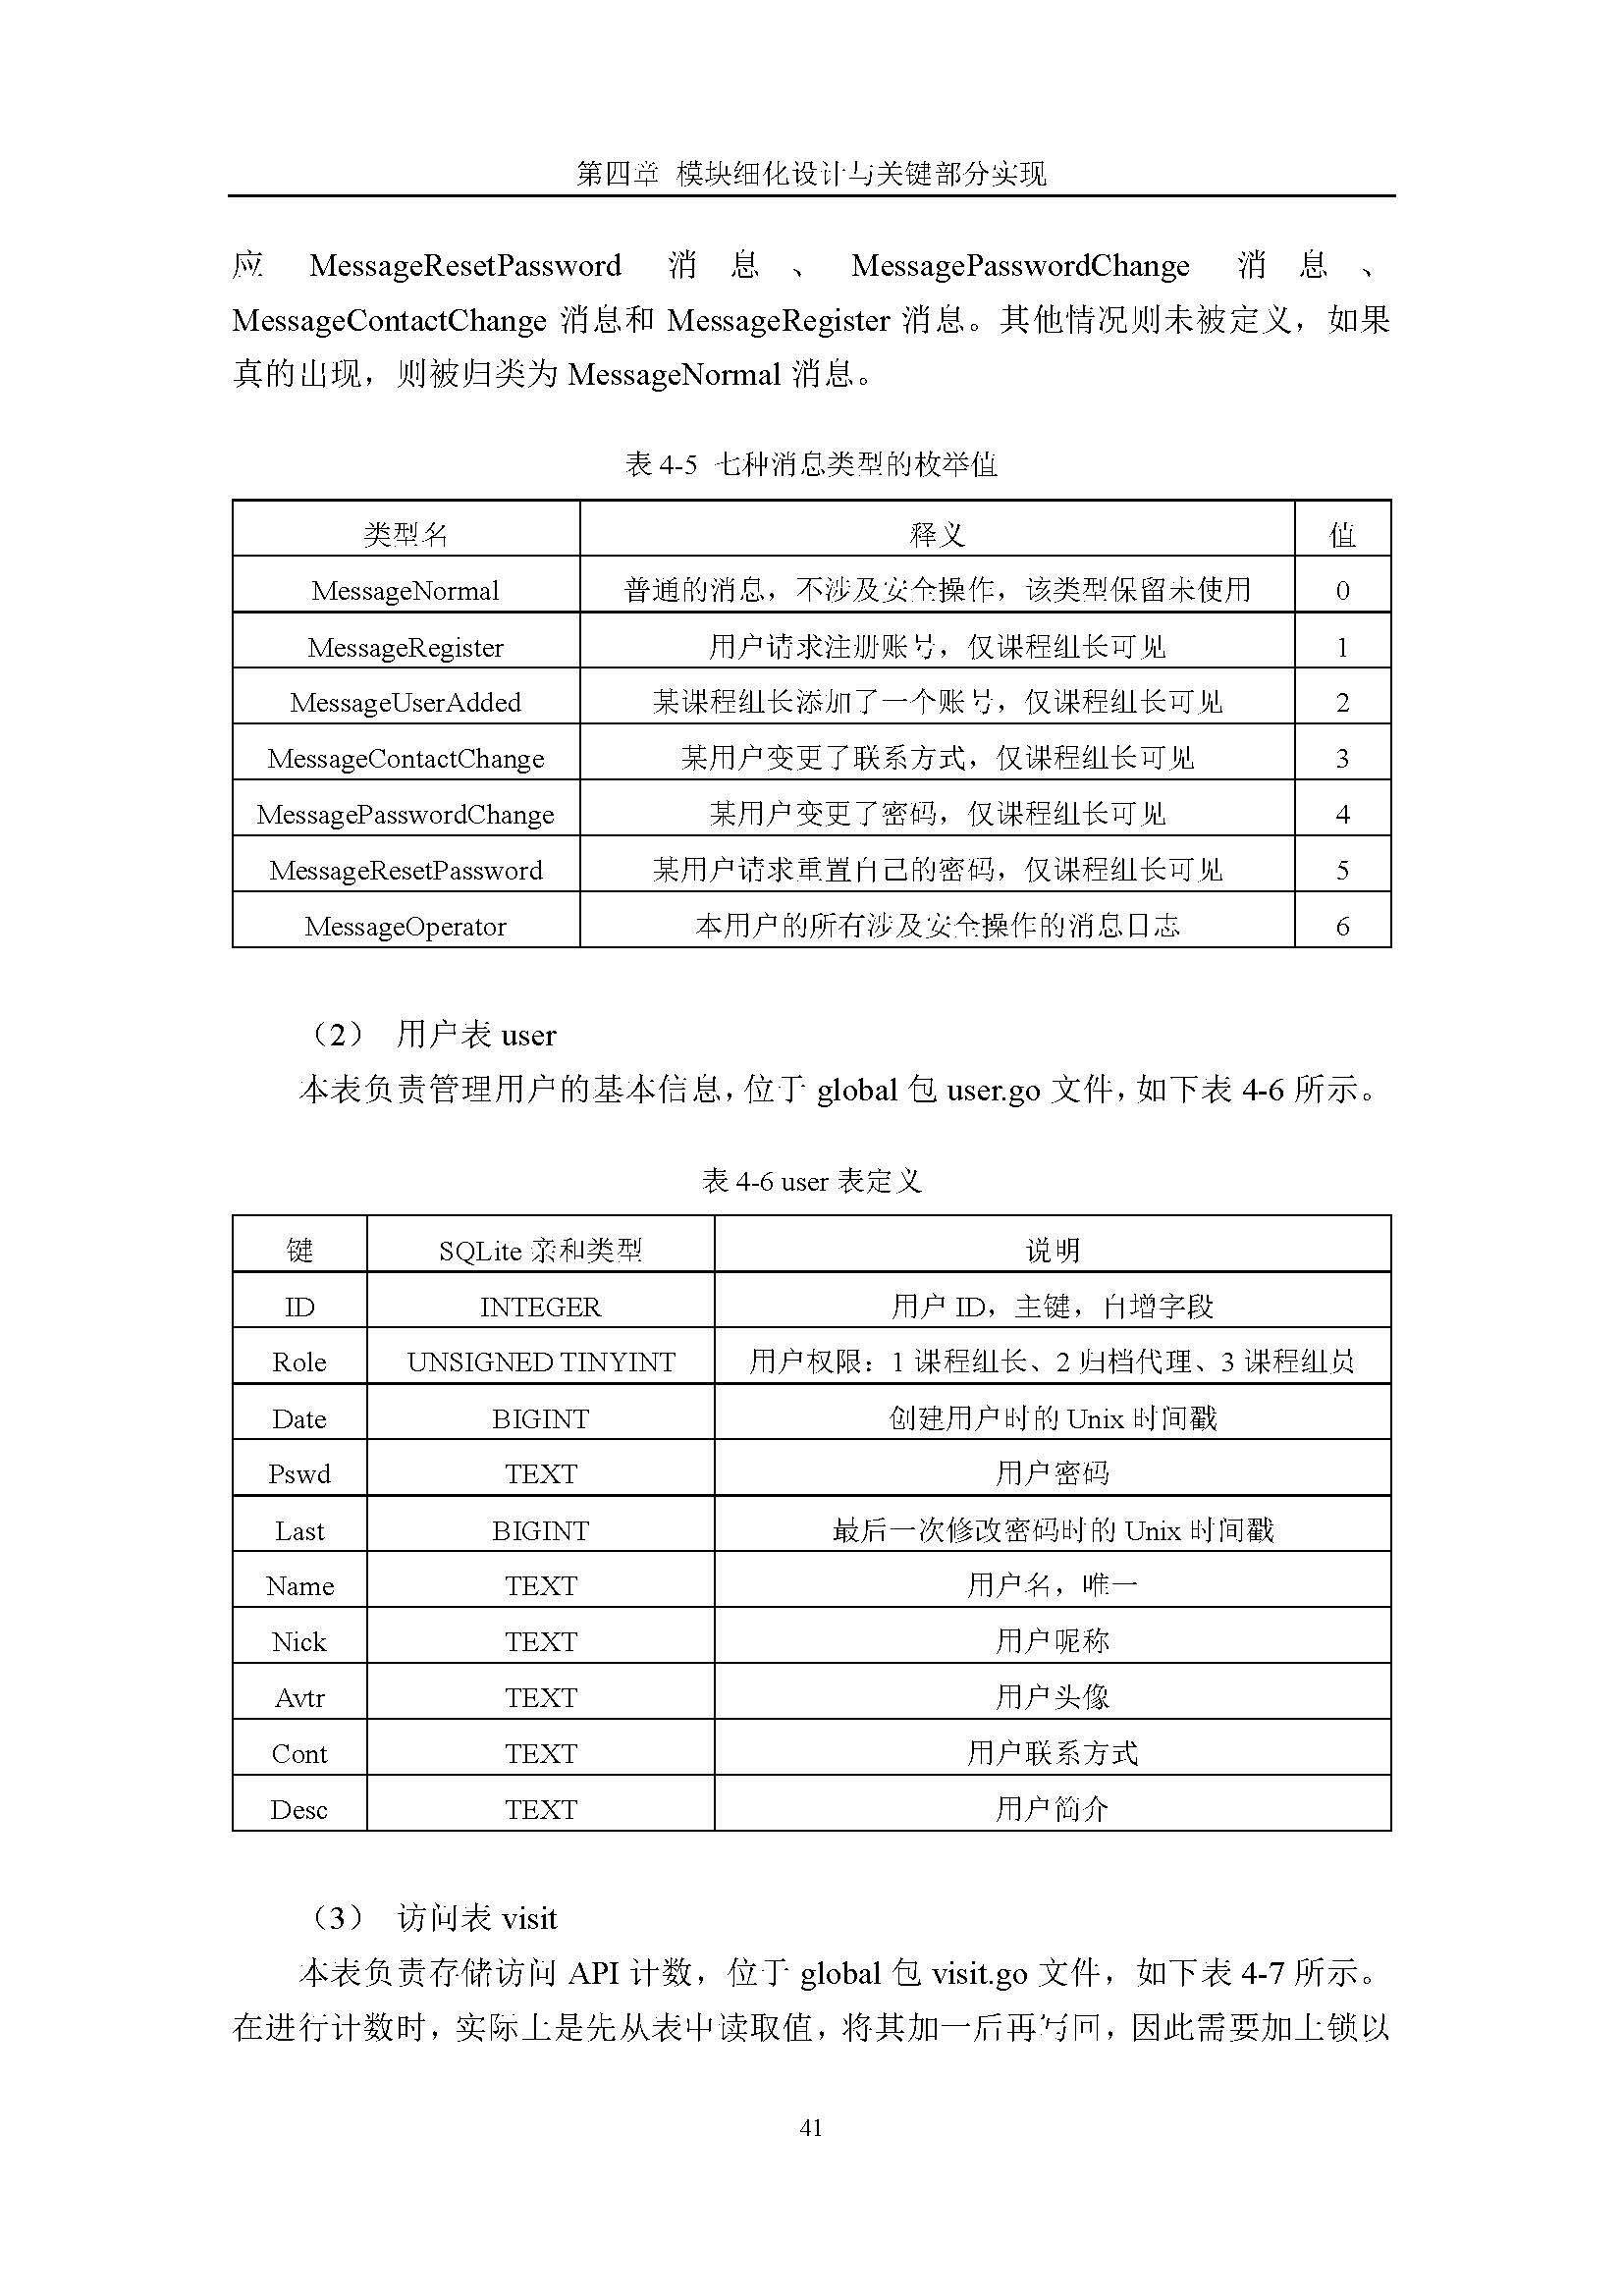 第四章 模块细化设计与关键部分实现
应 MessageResetPassword 消息、MessagePasswordChange 消息、
MessageContactChange 消息和 MessageRegister 消息。其他情况则未被定义，如果
真的出现，则被归类为 MessageNormal 消息。
表 4-5 七种消息类型的枚举值
类型名 释义 值
MessageNormal 普通的消息，不涉及安全操作，该类型保留未使用 0
MessageRegister 用户请求注册账号，仅课程组长可见 1
MessageUserAdded 某课程组长添加了一个账号，仅课程组长可见 2
MessageContactChange 某用户变更了联系方式，仅课程组长可见 3
MessagePasswordChange 某用户变更了密码，仅课程组长可见 4
MessageResetPassword 某用户请求重置自己的密码，仅课程组长可见 5
MessageOperator 本用户的所有涉及安全操作的消息日志 6
（2） 用户表 user
本表负责管理用户的基本信息，位于 global 包 user.go 文件，如下表 4-6 所示。
表 4-6 user 表定义
键 SQLite 亲和类型 说明
ID INTEGER 用户 ID，主键，自增字段
Role UNSIGNED TINYINT 用户权限：1 课程组长、2 归档代理、3 课程组员
Date BIGINT 创建用户时的 Unix 时间戳
Pswd TEXT 用户密码
Last BIGINT 最后一次修改密码时的 Unix 时间戳
Name TEXT 用户名，唯一
Nick TEXT 用户昵称
Avtr TEXT 用户头像
Cont TEXT 用户联系方式
Desc TEXT 用户简介
（3） 访问表 visit
本表负责存储访问 API 计数，位于 global 包 visit.go 文件，如下表 4-7 所示。
在进行计数时，实际上是先从表中读取值，将其加一后再写回，因此需要加上锁以
41